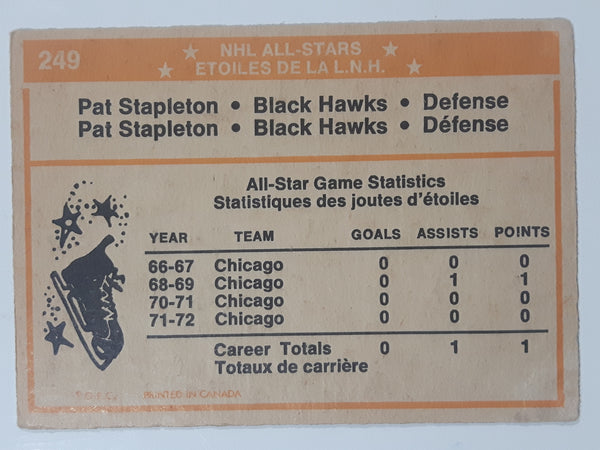 249
NHL ALL-STARS
ETOILES DE LA L.N.H.
Pat Stapleton • Black Hawks • Defense
Pat Stapleton • Black Hawks • Défense
All-Star Game Statistics
Statistiques des joutes d'étoiles
YEAR TEAM GOALS ASSISTS POINTS
66-67 Chicago 0 0 0
68-69 Chicago 0 1 1
70-71 Chicago 0 0 0
71-72 Chicago 0 0 0
Career Totals 0 1 1
Totaux de carrière
PRINTED IN CANADA